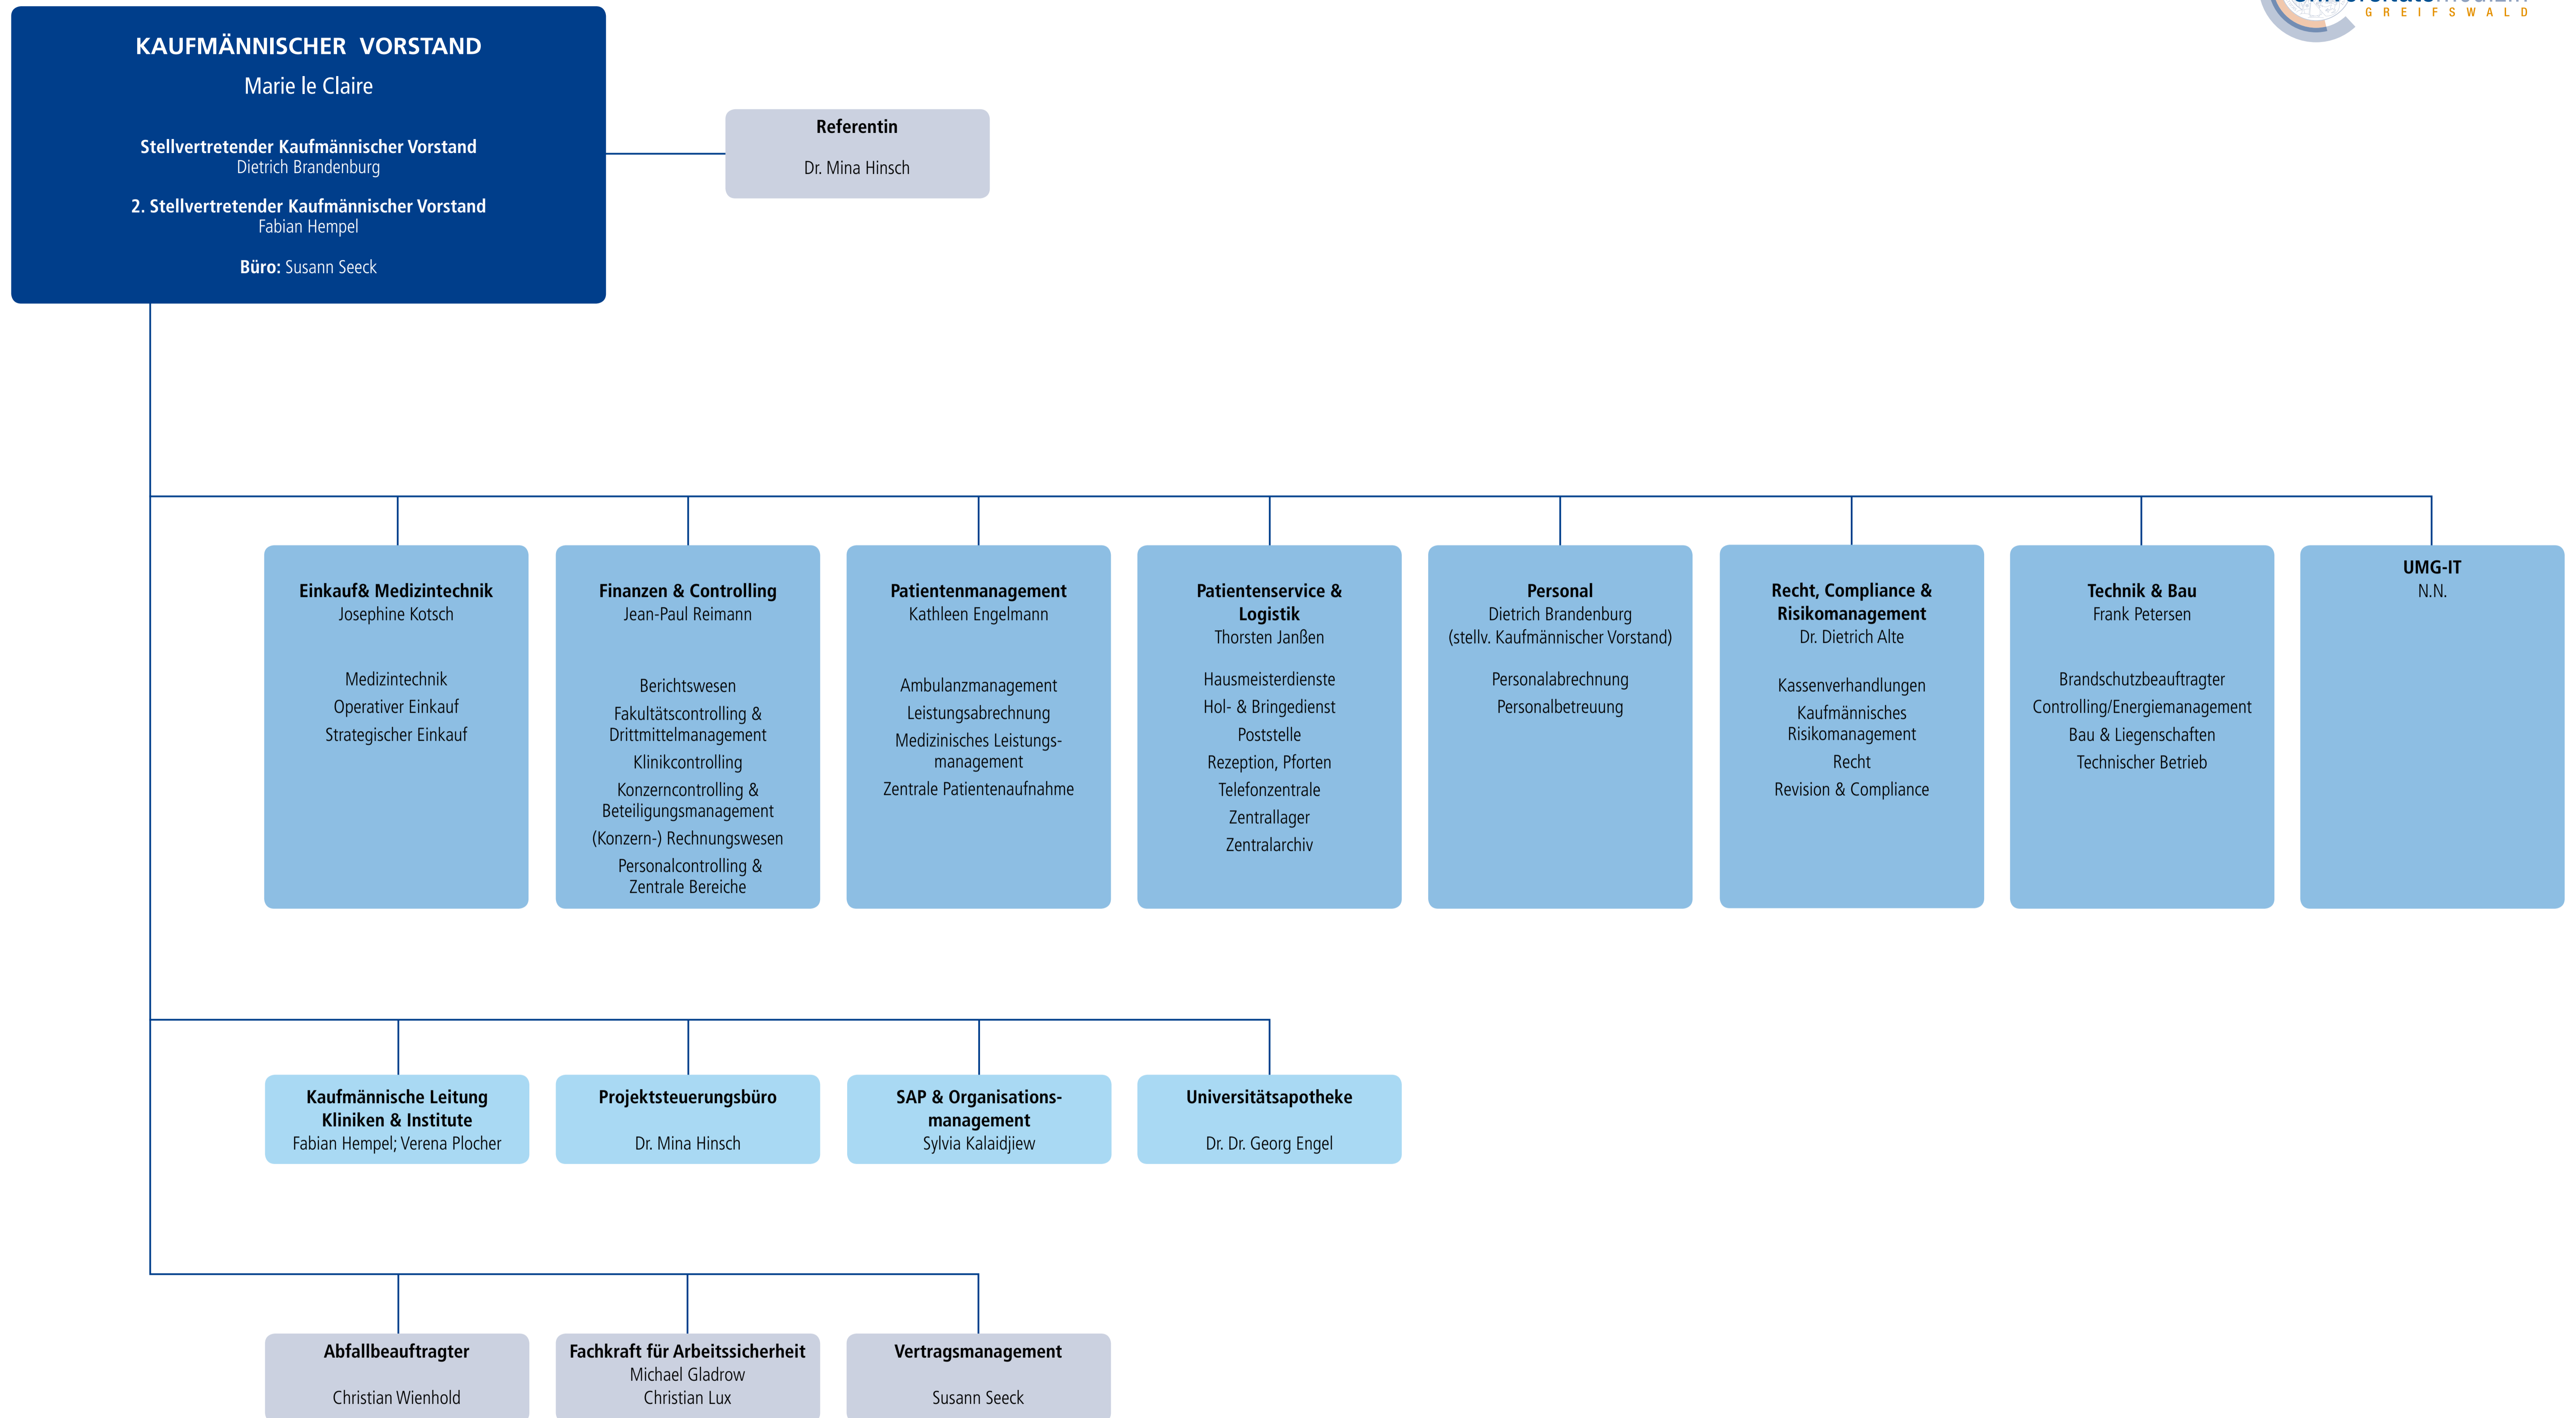 GREIFSWALD
KAUFMÄNNISCHER VORSTAND
Marie le Claire
Stellvertretender Kaufmännischer Vorstand
Dietrich Brandenburg
2. Stellvertretender Kaufmännischer Vorstand
Fabian Hempel
Büro: Susann Seeck
Referentin
Dr. Mina Hinsch
Einkauf& Medizintechnik
Josephine Kotsch
Medizintechnik
Operativer Einkauf
Strategischer Einkauf
Finanzen & Controlling
Jean-Paul Reimann
Berichtswesen
Fakultätscontrolling &
Drittmittelmanagement
Klinikcontrolling
Konzerncontrolling &
Beteiligungsmanagement
(Konzern-) Rechnungswesen
Personalcontrolling &
Zentrale Bereiche
Patientenmanagement
Kathleen Engelmann
Ambulanzmanagement
Leistungsabrechnung
Medizinisches Leistungs-
management
Zentrale Patientenaufnahme
Patientenservice &
Logistik
Thorsten Janßen
Hausmeisterdienste
Hol- & Bringedienst
Poststelle
Rezeption, Pforten
Telefonzentrale
Zentrallager
Zentralarchiv
Personal
Dietrich Brandenburg
(stellv. Kaufmännischer Vorstand)
Personalabrechnung
Personalbetreuung
Recht, Compliance &
Risikomanagement
Dr. Dietrich Alte
Kassenverhandlungen
Kaufmännisches
Risikomanagement
Recht
Revision & Compliance
Technik & Bau
Frank Petersen
Brandschutzbeauftragter
Controlling/Energiemanagement
Bau & Liegenschaften
Technischer Betrieb
UMG-IT
N.N.
Kaufmännische Leitung
Kliniken & Institute
Fabian Hempel; Verena Plocher
Projektsteuerungsbüro
Dr. Mina Hinsch
SAP & Organisations-
management
Sylvia Kalaidjiew
Universitätsapotheke
Dr. Dr. Georg Engel
Abfallbeauftragter
Christian Wienhold
Fachkraft für Arbeitssicherheit
Michael Gladrow
Christian Lux
Vertragsmanagement
Susann Seeck